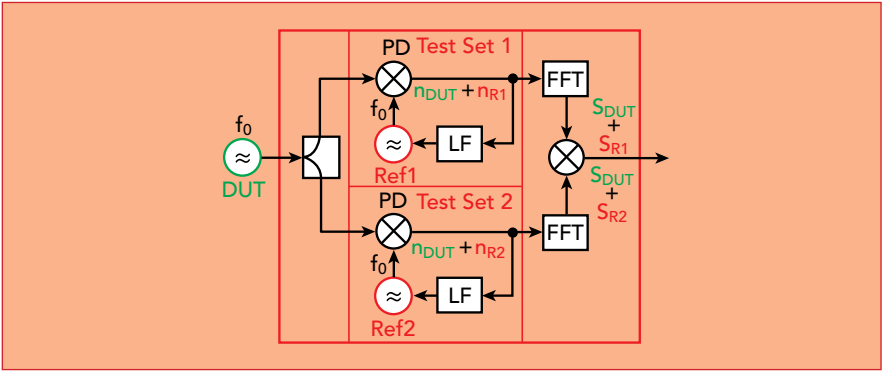 f0
DUT
PD Test Set 1
nDUT + nR1
f0
LF
Ref1
FFT
SDUT
+
SR1
PD Test Set 2
nDUT + nR2
f0
LF
Ref2
FFT
SDUT
+
SR2